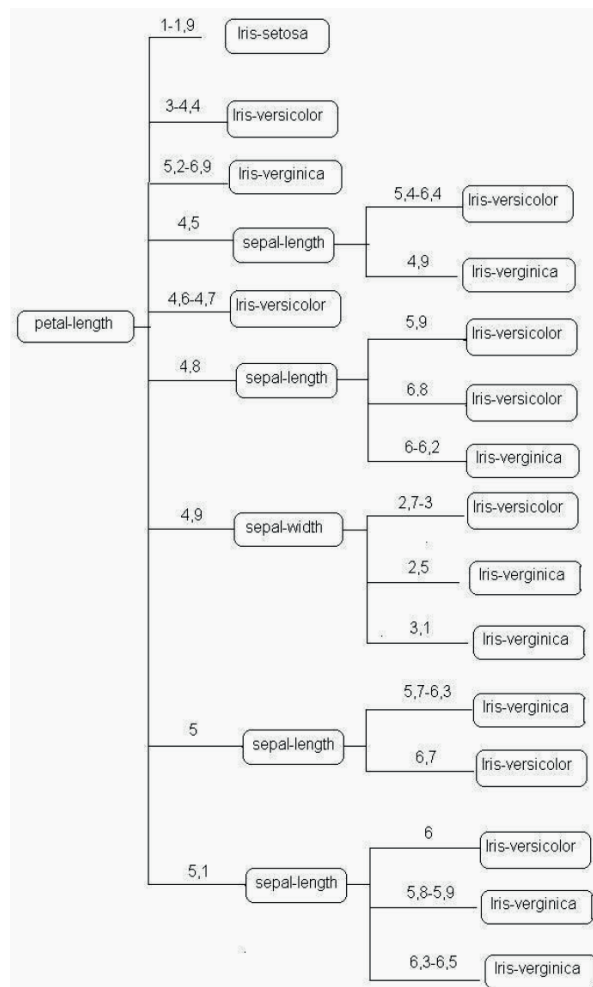 1-1,9
Iris-setosa
3-4,4
Iris-versicolor
5,2-6,9
Iris-verginica
4,5
sepal-length
5,4-6,4
Iris-versicolor
4,9
Iris-verginica
4,6-4,7
Iris-versicolor
petal-length
4,8
sepal-length
5,9
Iris-versicolor
6,8
Iris-versicolor
6-6,2
Iris-verginica
4,9
sepal-width
2,7-3
Iris-versicolor
2,5
Iris-verginica
3,1
Iris-verginica
5
sepal-length
5,7-6,3
Iris-verginica
6,7
Iris-versicolor
5,1
sepal-length
6
Iris-versicolor
5,8-5,9
Iris-verginica
6,3-6,5
Iris-verginica